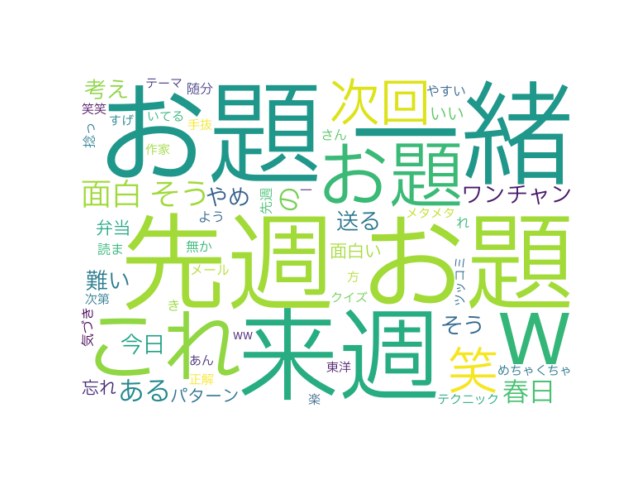 考え
テーマ
随分
笑笑
すげ
いてる
手抜
捻っ
作家
お題
一緒
次回
やすい
いい
さん
お題
面白
そう
やめ
先週
の
ー
ワンチャン
弁当
よう
送る
メタメタ
れ
読ま
無か
先週
お題
面白い
難い
メール
方
ツッコミ
次第
き
クイズ
気づき
これ
来週
w
今日
ww
そう
笑
あん
東洋
めちゃくちゃ
忘れ
ある
正解
パターン
楽
テクニック
春日